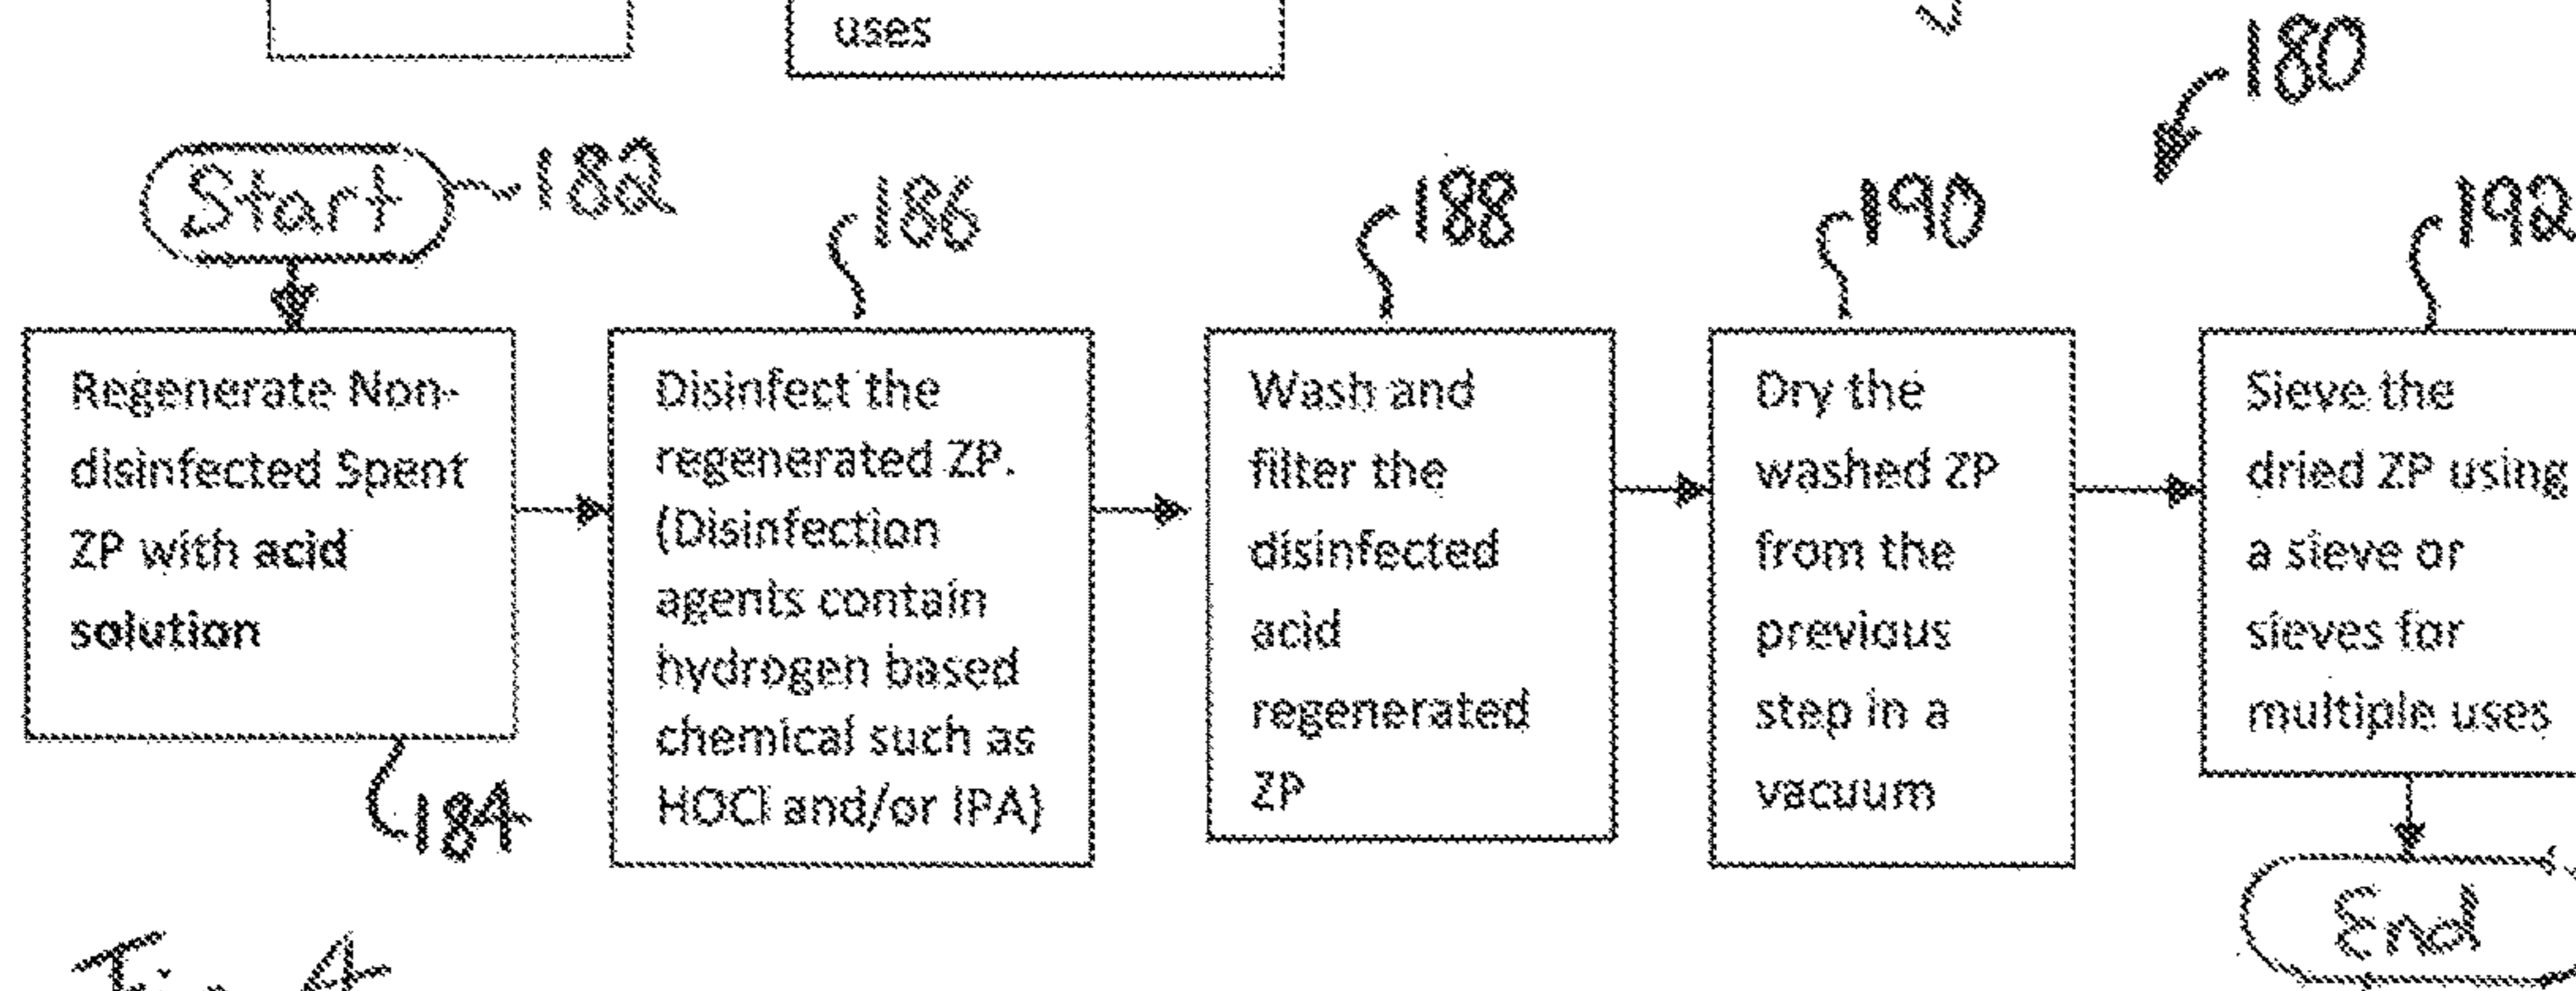 uses
180
Start
182
186
188
190
192
Regenerate Non-
disinfected Spent
ZP with acid
solution
184
Disinfect the
regenerated ZP.
(Disinfection
agents contain
hydrogen based
chemical such as
HOCl and/or IPA)
Wash and
filter the
disinfected
acid
regenerated
ZP
Dry the
washed ZP
from the
previous
step in a
vacuum
Sieve the
dried ZP using
a sieve or
sieves for
multiple uses
End